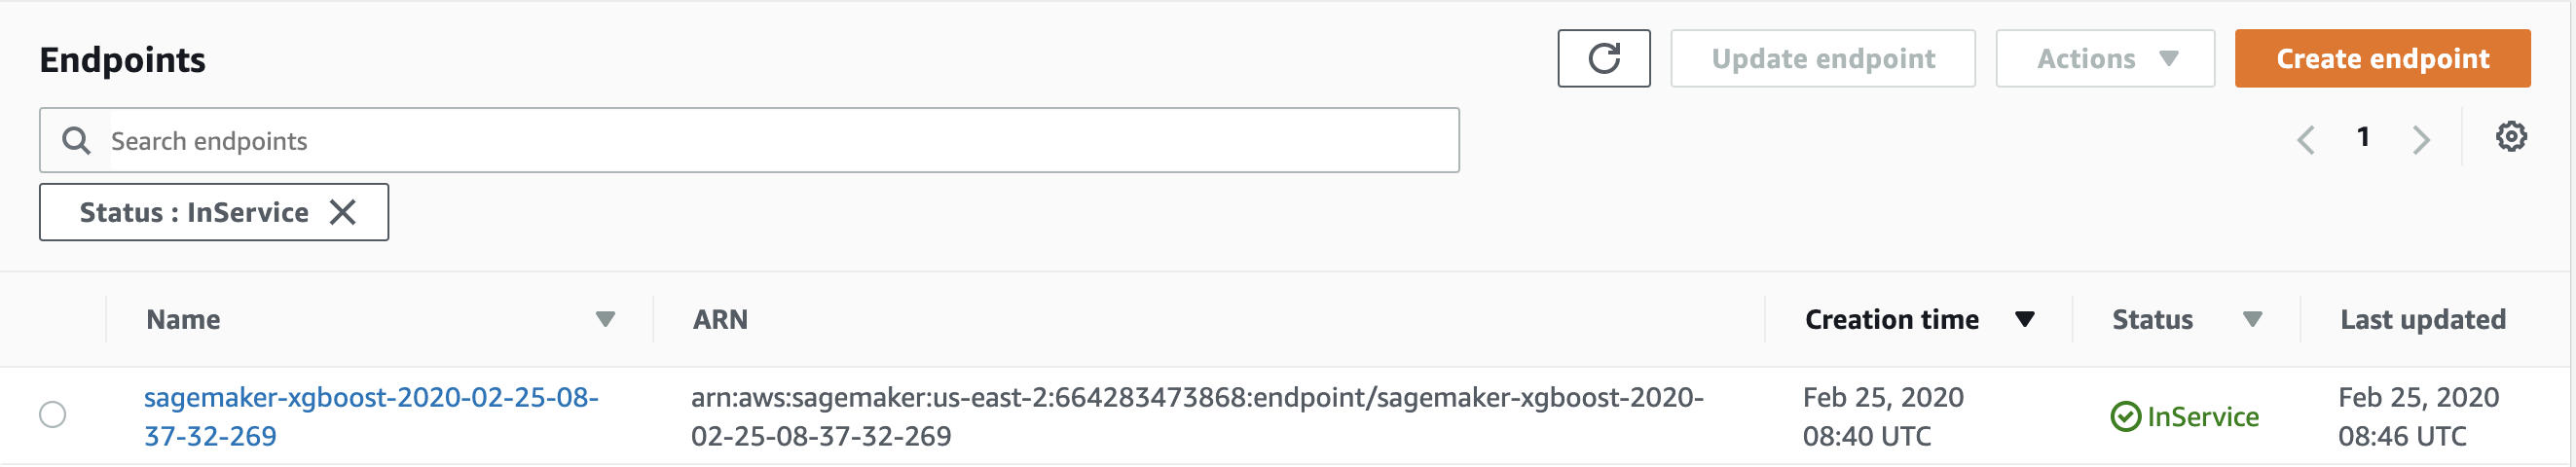 Endpoints
Update endpoint
Actions
Create endpoint
Search endpoints
1
Status : InService
Name
ARN
Creation time
Status
Last updated
sagemaker-xgboost-2020-02-25-08-
37-32-269
arn:aws:sagemaker:us-east-2:664283473868:endpoint/sagemaker-xgboost-2020-
02-25-08-37-32-269
Feb 25, 2020
08:40 UTC
InService
Feb 25, 2020
08:46 UTC